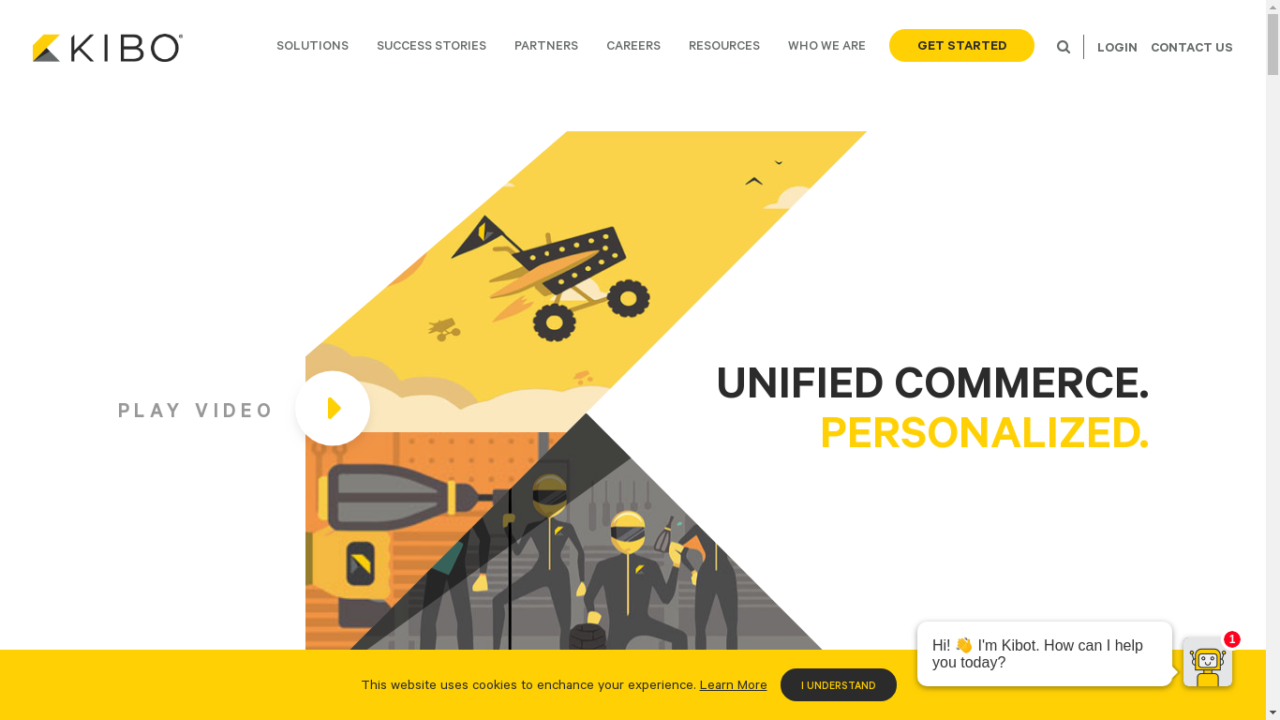 KIBO®
SOLUTIONS SUCCESS STORIES PARTNERS CAREERS RESOURCES WHO WE ARE GET STARTED LOGIN CONTACT US
UNIFIED COMMERCE.
PERSONALIZED.
PLAY VIDEO
Hi! 👋 I'm Kibot. How can I help
you today?
1
This website uses cookies to enchance your experience. Learn More I UNDERSTAND